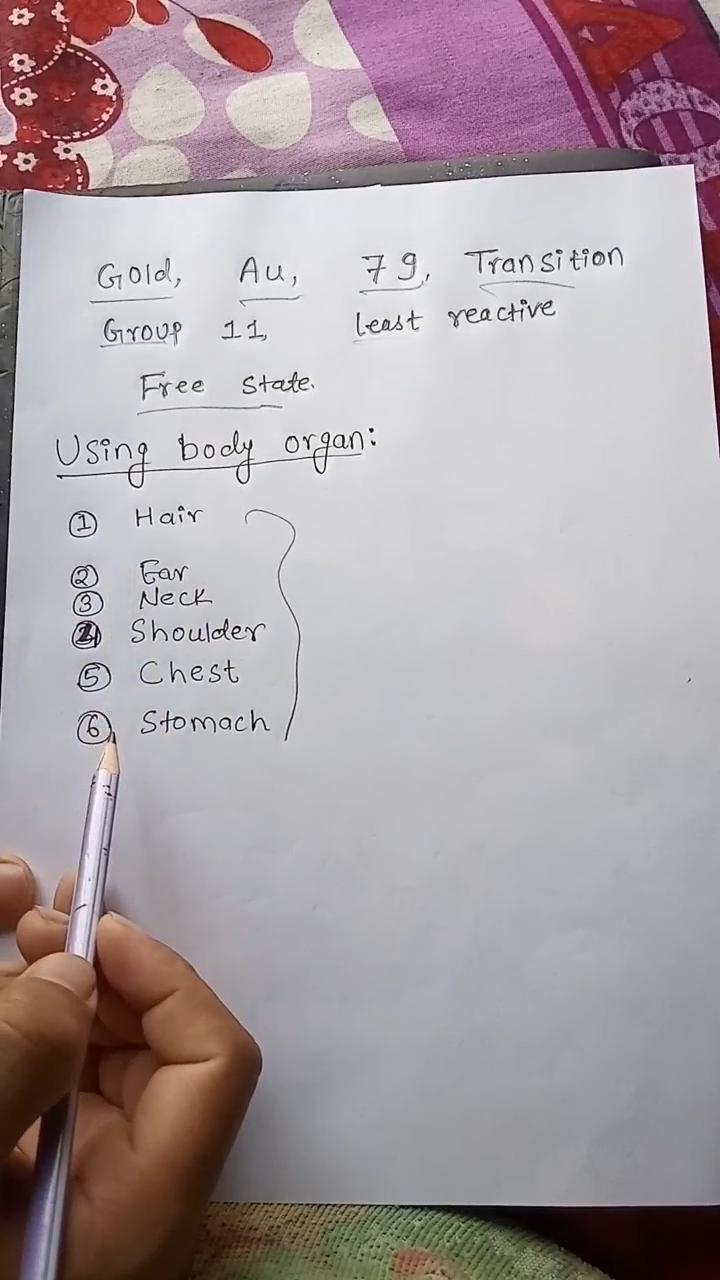 Gold, Au, 79, Transition
Group 11, least reactive
Free state.
Using body organ:
① Hair
② Ear
③ Neck
④ Shoulder
⑤ Chest
⑥ Stomach